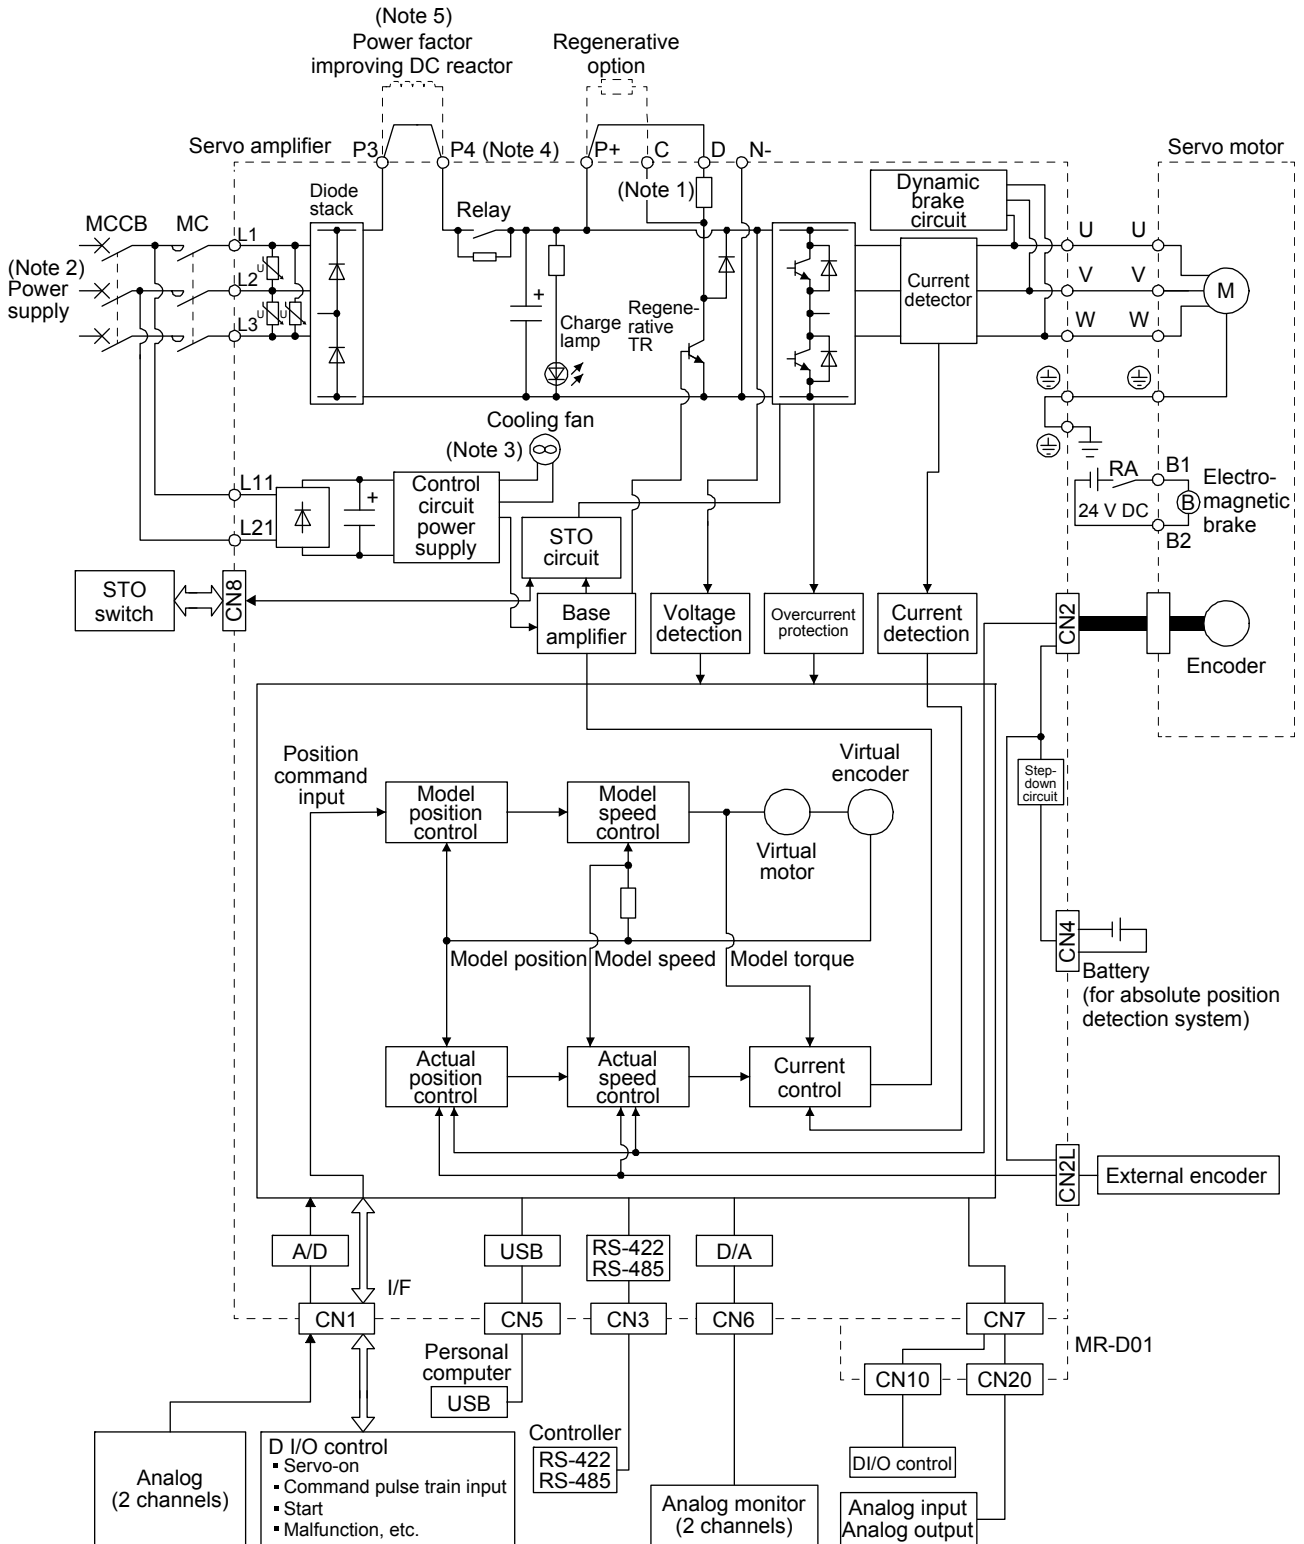 (Note 5)
Power factor
improving DC reactor
Regenerative
option
Servo amplifier
P3
P4 (Note 4)
P+
C
D
N-
Servo motor
Diode
stack
Relay
(Note 1)
Dynamic
brake
circuit
MCCB
MC
L1
(Note 2)
Power
supply
L2
L3
U
U
U
+
Charge
lamp
Regene-
rative
TR
Current
detector
U
U
V
V
W
W
M
Cooling fan
(Note 3)
L11
L21
+
Control
circuit
power
supply
STO
circuit
RA
24 V DC
B1
B
B2
Electro-
magnetic
brake
STO
switch
CN8
Base
amplifier
Voltage
detection
Overcurrent
protection
Current
detection
CN2
Encoder
Position
command
input
Model
position
control
Model
speed
control
Virtual
encoder
Virtual
motor
Step-
down
circuit
Model position
Model speed
Model torque
CN4
Battery
(for absolute position
detection system)
Actual
position
control
Actual
speed
control
Current
control
CN2L
External encoder
A/D
USB
RS-422
RS-485
D/A
I/F
CN1
CN5
CN3
CN6
CN7
MR-D01
Personal
computer
USB
CN10
CN20
Analog
(2 channels)
D I/O control
▪ Servo-on
▪ Command pulse train input
▪ Start
▪ Malfunction, etc.
Controller
RS-422
RS-485
Analog monitor
(2 channels)
DI/O control
Analog input
Analog output